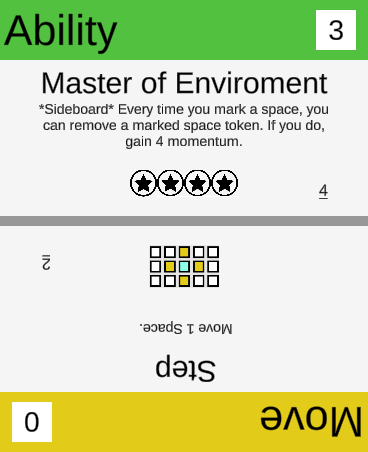 Ability
3
Master of Enviroment
*Sideboard* Every time you mark a space, you
can remove a marked space token. If you do,
gain 4 momentum.
4
Move
0
Step
Move 1 Space.
2